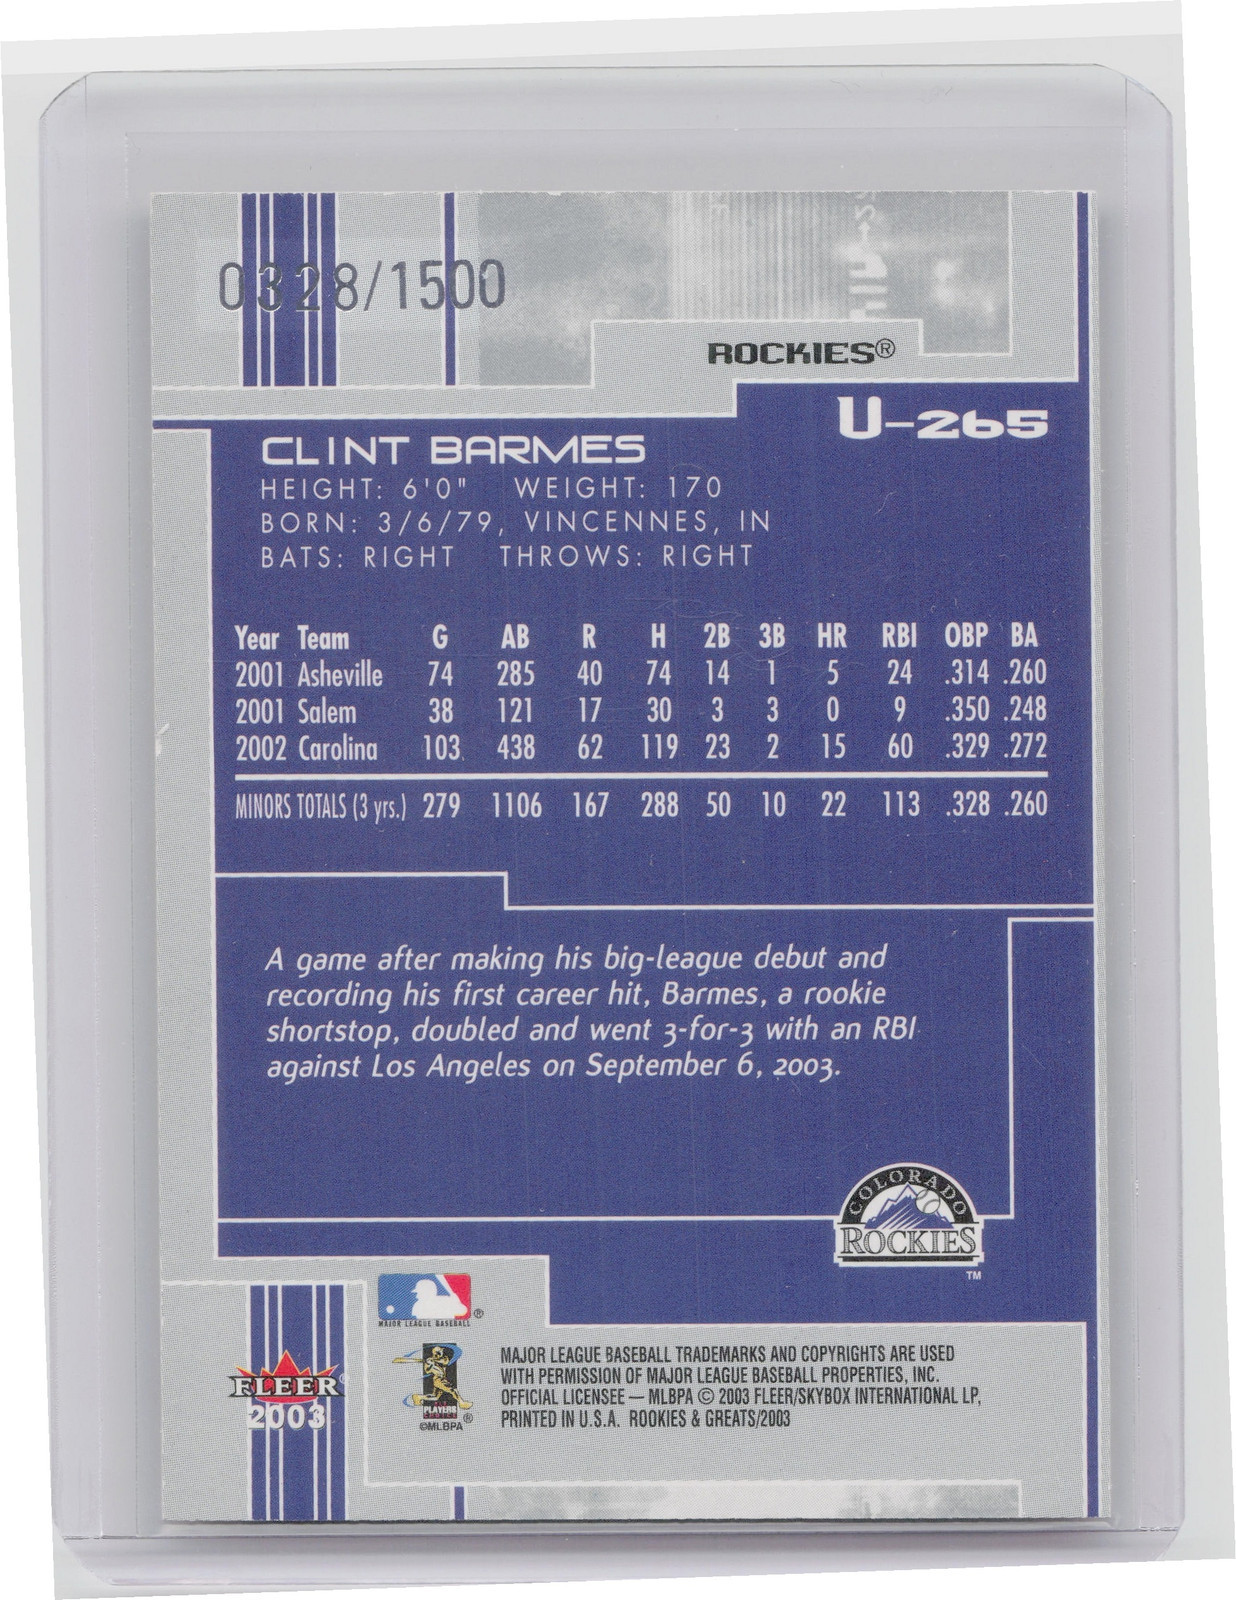 0328/1500
ROCKIES®
U-265
CLINT BARMES
HEIGHT: 6'0" WEIGHT: 170
BORN: 3/6/79, VINCENNES, IN
BATS: RIGHT THROWS: RIGHT
Year Team G AB R H 2B 3B HR RBI OBP BA
2001 Asheville 74 285 40 74 14 1 5 24 .314 .260
2001 Salem 38 121 17 30 3 3 0 9 .350 .248
2002 Carolina 103 438 62 119 23 2 15 60 .329 .272
MINORS TOTALS (3 yrs.) 279 1106 167 288 50 10 22 113 .328 .260
A game after making his big-league debut and
recording his first career hit, Barmes, a rookie
shortstop, doubled and went 3-for-3 with an RBI
against Los Angeles on September 6, 2003.
COLORADO
ROCKIES
TM
MAJOR LEAGUE BASEBALL ®
FLEER
2003
PLAYERS
CHOICE ®
©MLBPA
MAJOR LEAGUE BASEBALL TRADEMARKS AND COPYRIGHTS ARE USED
WITH PERMISSION OF MAJOR LEAGUE BASEBALL PROPERTIES, INC.
OFFICIAL LICENSEE — MLBPA © 2003 FLEER/SKYBOX INTERNATIONAL LP,
PRINTED IN U.S.A. ROOKIES & GREATS/2003